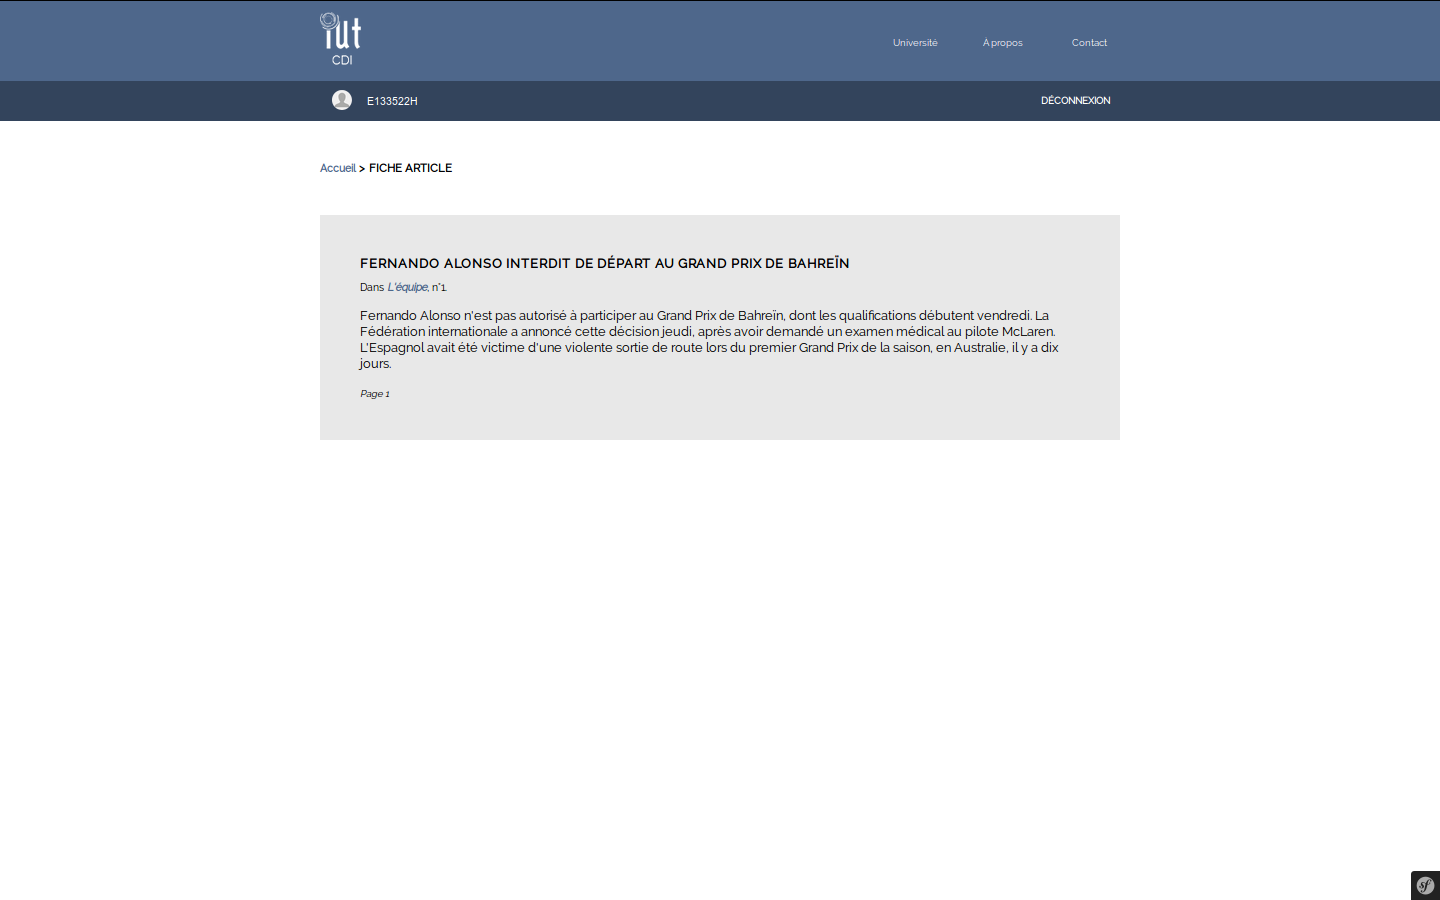 iut
CDI
Université
À propos
Contact
E133522H
DÉCONNEXION
Accueil > FICHE ARTICLE
FERNANDO ALONSO INTERDIT DE DÉPART AU GRAND PRIX DE BAHREÏN
Dans L'équipe, n°1.
Fernando Alonso n'est pas autorisé à participer au Grand Prix de Bahreïn, dont les qualifications débutent vendredi. La
Fédération internationale a annoncé cette décision jeudi, après avoir demandé un examen médical au pilote McLaren.
L'Espagnol avait été victime d'une violente sortie de route lors du premier Grand Prix de la saison, en Australie, il y a dix
jours.
Page 1
sf